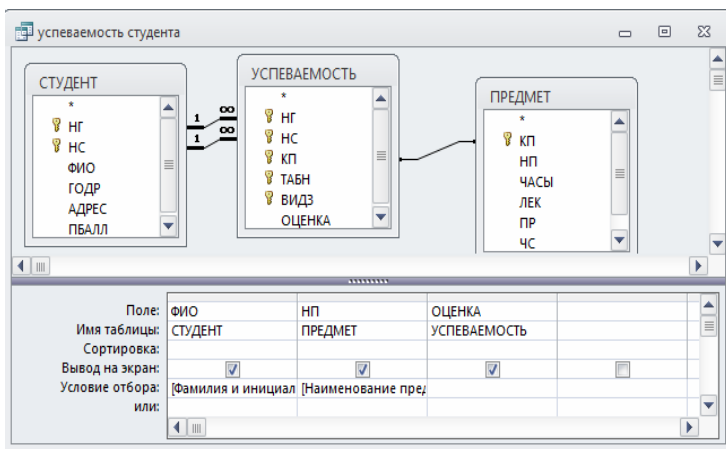 успеваемость студента
СТУДЕНТ
*
НГ
НС
ФИО
ГОДР
АДРЕС
ПБАЛЛ
1 ∞
1 ∞
УСПЕВАЕМОСТЬ
*
НГ
НС
КП
ТАБН
ВИДЗ
ОЦЕНКА
ПРЕДМЕТ
*
КП
НП
ЧАСЫ
ЛЕК
ПР
ЧС
Поле: ФИО НП ОЦЕНКА
Имя таблицы: СТУДЕНТ ПРЕДМЕТ УСПЕВАЕМОСТЬ
Сортировка:
Вывод на экран:
Условие отбора: [Фамилия и инициал [Наименование пред
или: